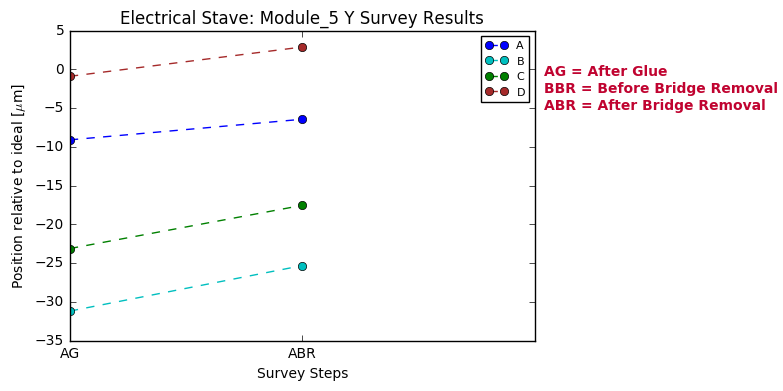 Electrical Stave: Module_5 Y Survey Results
5
0
−5
−10
−15
−20
−25
−30
−35
Position relative to ideal [μm]
AG
ABR
Survey Steps
A
B
C
D
AG = After Glue
BBR = Before Bridge Removal
ABR = After Bridge Removal